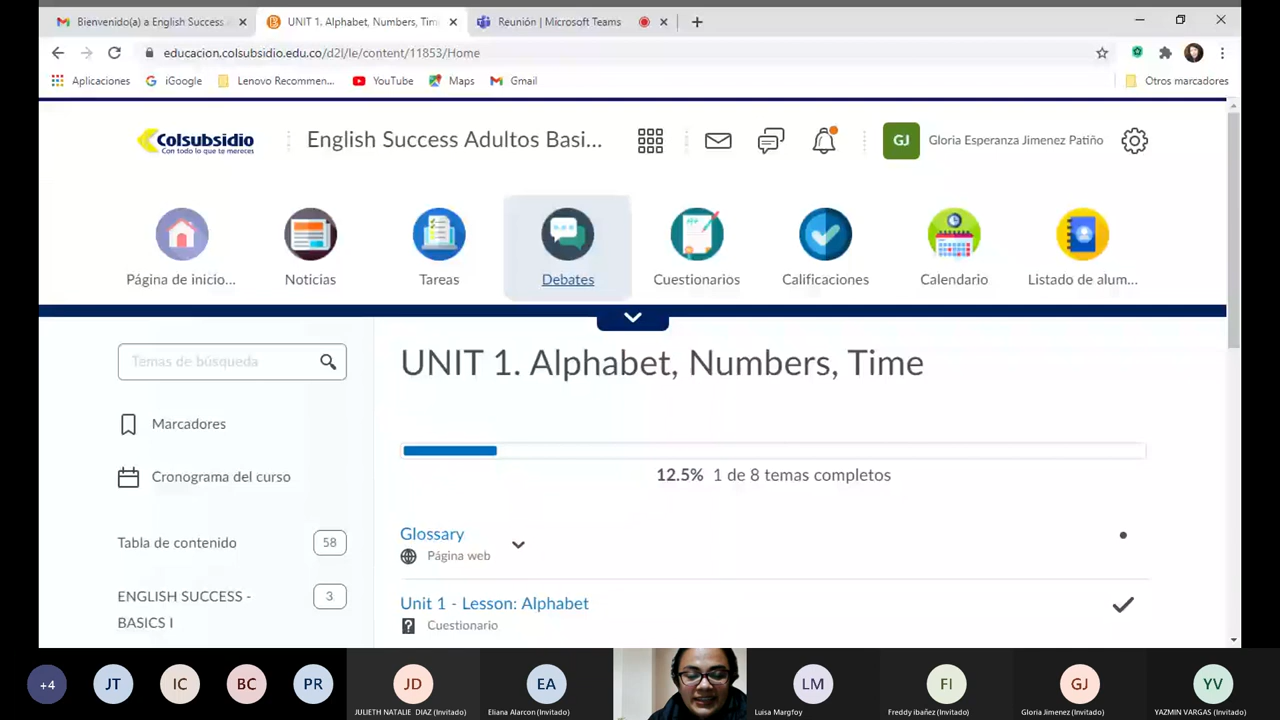 Bienvenido(a) a English Success
UNIT 1. Alphabet, Numbers, Tim
Reunión | Microsoft Teams
educacion.colsubsidio.edu.co/d2l/le/content/11853/Home
Aplicaciones
iGoogle
Lenovo Recommen...
YouTube
Maps
Gmail
Otros marcadores
Colsubsidio
Con todo lo que te mereces
English Success Adultos Basi...
GJ
Gloria Esperanza Jimenez Patiño
Página de inicio...
Noticias
Tareas
Debates
Cuestionarios
Calificaciones
Calendario
Listado de alum...
Temas de búsqueda
Marcadores
Cronograma del curso
Tabla de contenido
58
ENGLISH SUCCESS -
BASICS I
3
UNIT 1. Alphabet, Numbers, Time
12.5% 1 de 8 temas completos
Glossary
Página web
Unit 1 - Lesson: Alphabet
Cuestionario
+4
JT
IC
BC
PR
JD
JULIETH NATALIE DIAZ (Invitado)
EA
Eliana Alarcon (Invitado)
LM
Luisa Margfoy
FI
Freddy ibañez (Invitado)
GJ
Gloria Jimenez (Invitado)
YV
YAZMIN VARGAS (Invitado)